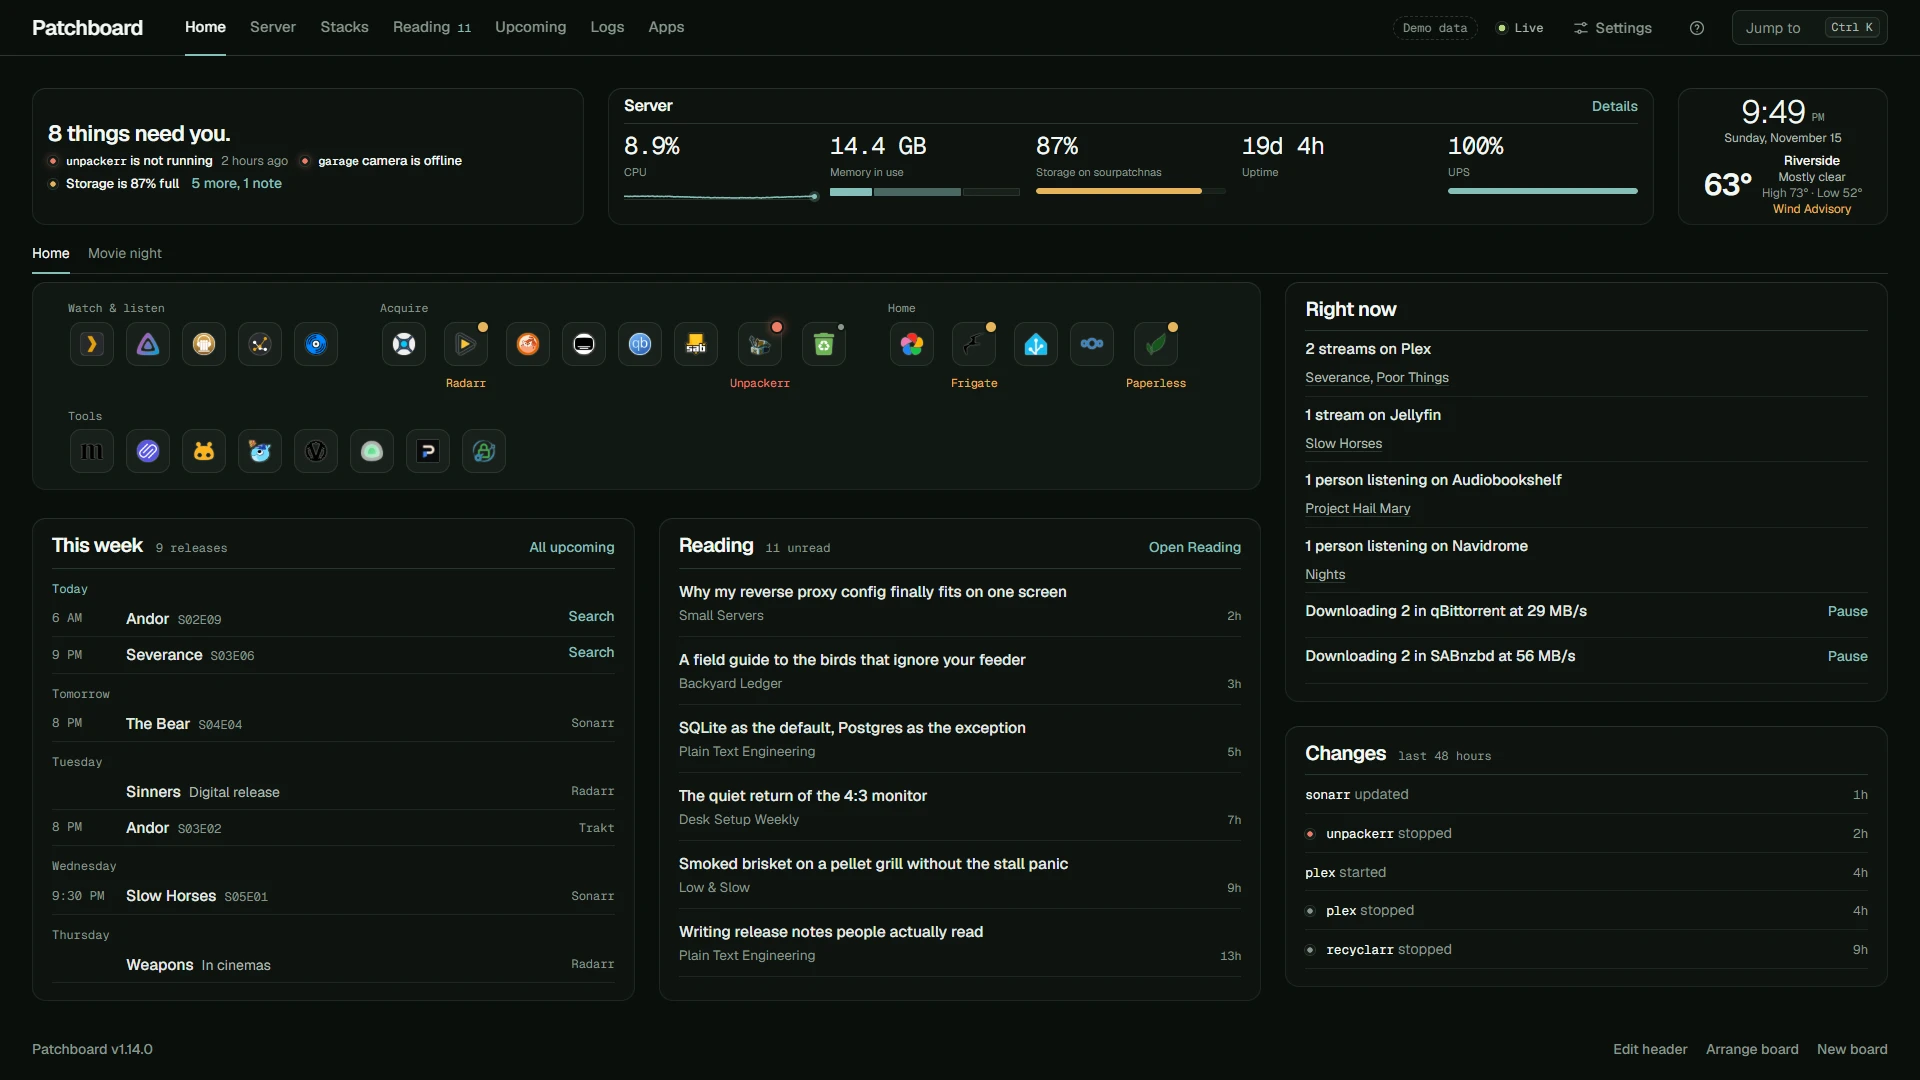 Patchboard
Home Server Stacks Reading 11 Upcoming Logs Apps
Demo data Live Settings Jump to Ctrl K
8 things need you.
unpackerr is not running 2 hours ago garage camera is offline
Storage is 87% full 5 more, 1 note
Server Details
8.9% 14.4 GB 87% 19d 4h 100%
CPU Memory in use Storage on sourpatchnas Uptime UPS
9:49 PM
Sunday, November 15
63°
Riverside
Mostly clear
High 73° · Low 52°
Wind Advisory
Home Movie night
Watch & listen Acquire Home
sab
qb
Radarr Unpackerr Frigate Paperless
Tools
Right now
2 streams on Plex
Severance, Poor Things
1 stream on Jellyfin
Slow Horses
1 person listening on Audiobookshelf
Project Hail Mary
1 person listening on Navidrome
Nights
Downloading 2 in qBittorrent at 29 MB/s Pause
Downloading 2 in SABnzbd at 56 MB/s Pause
This week 9 releases All upcoming
Today
6 AM Andor S02E09 Search
9 PM Severance S03E06 Search
Tomorrow
8 PM The Bear S04E04 Sonarr
Tuesday
Sinners Digital release Radarr
8 PM Andor S03E02 Trakt
Wednesday
9:30 PM Slow Horses S05E01 Sonarr
Thursday
Weapons In cinemas Radarr
Reading 11 unread Open Reading
Why my reverse proxy config finally fits on one screen
Small Servers 2h
A field guide to the birds that ignore your feeder
Backyard Ledger 3h
SQLite as the default, Postgres as the exception
Plain Text Engineering 5h
The quiet return of the 4:3 monitor
Desk Setup Weekly 7h
Smoked brisket on a pellet grill without the stall panic
Low & Slow 9h
Writing release notes people actually read
Plain Text Engineering 13h
Changes last 48 hours
sonarr updated 1h
unpackerr stopped 2h
plex started 4h
plex stopped 4h
recyclarr stopped 9h
Patchboard v1.14.0
Edit header Arrange board New board